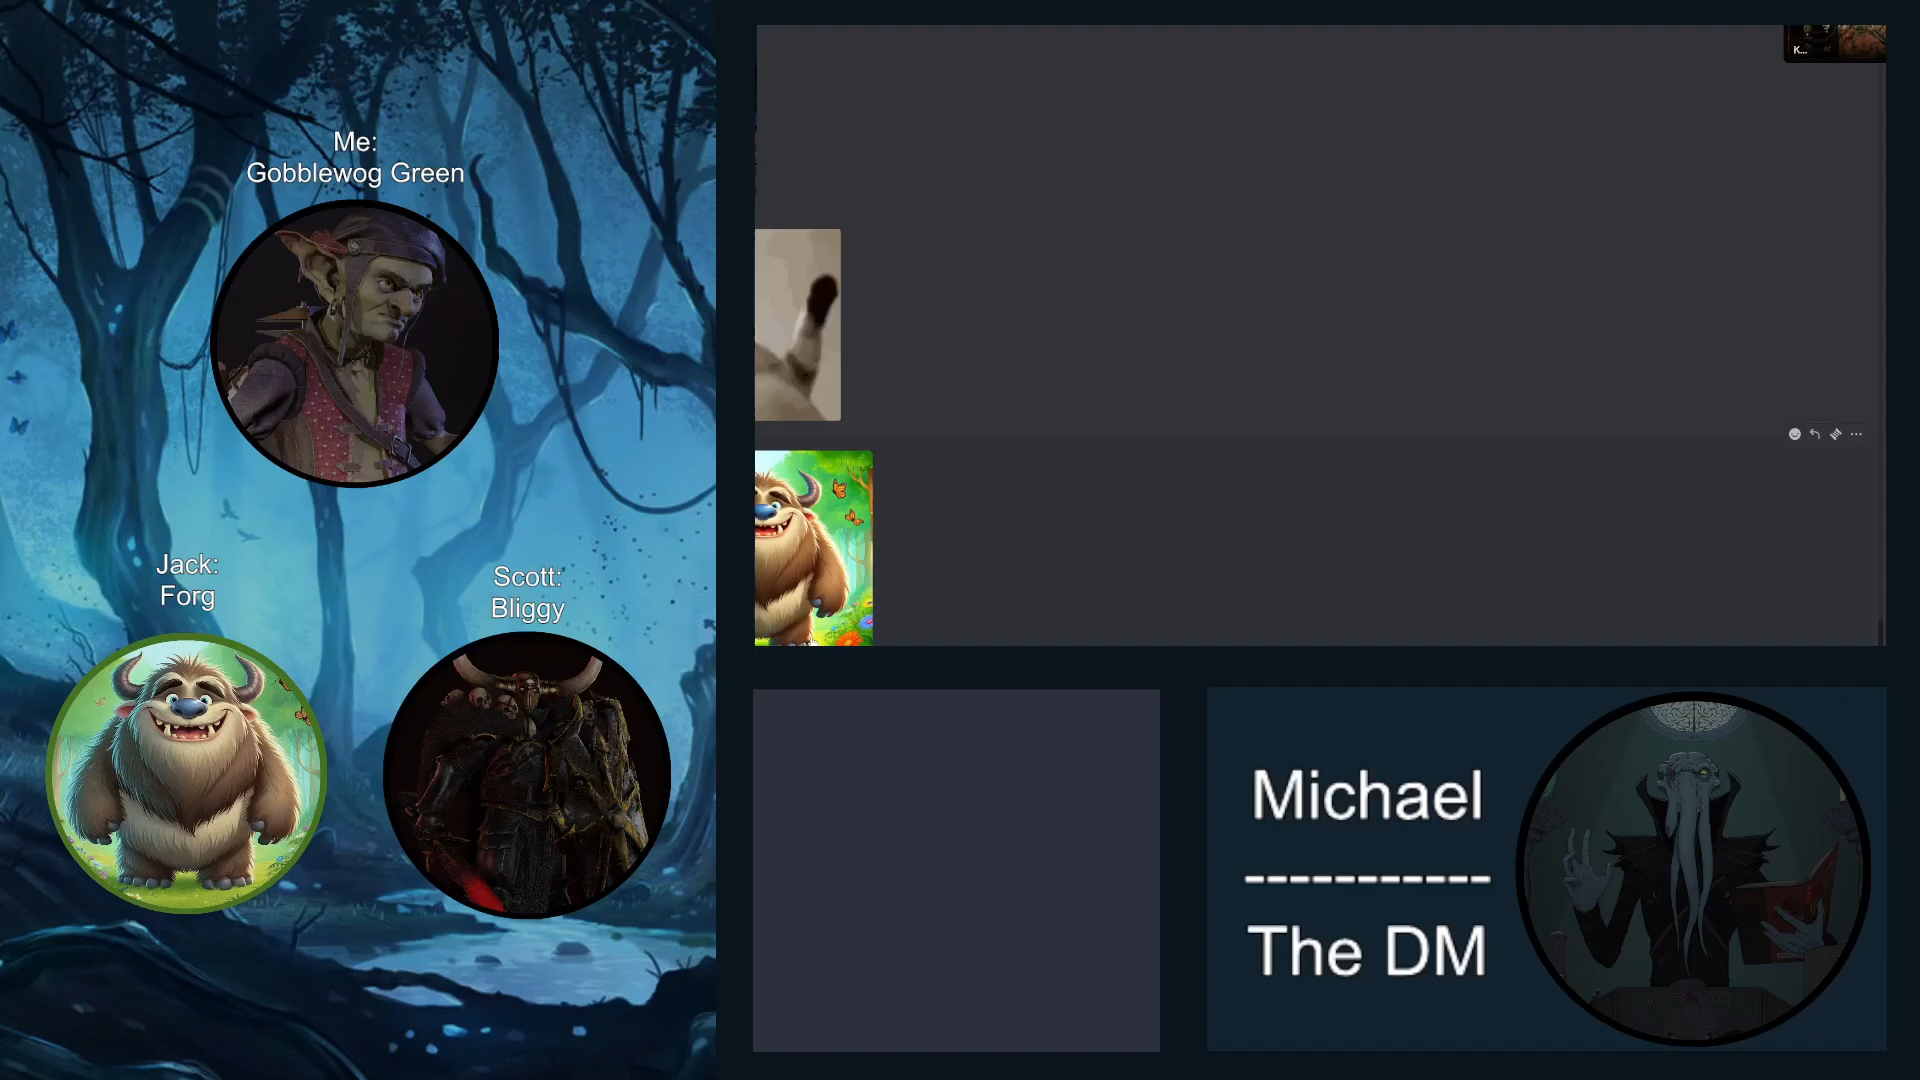 Me:
Gobblewog Green
Jack:
Forg
Scott:
Bliggy
K...
Michael
-----------
The DM